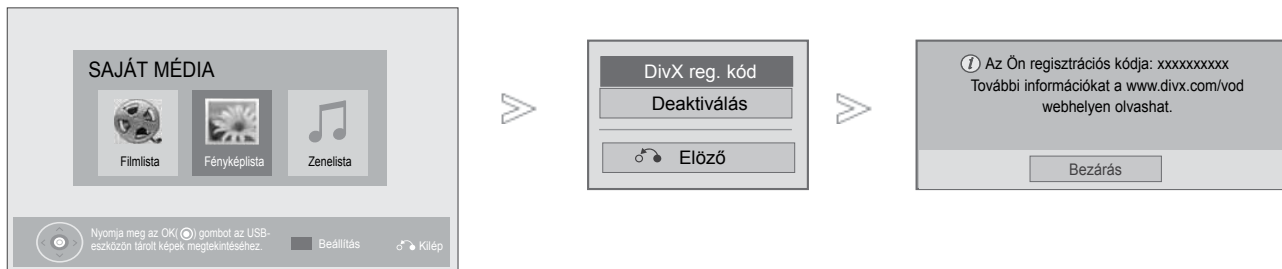 SAJÁT MÉDIA
Filmlista
Fényképlista
Zenelista
Nyomja meg az OK(◉) gombot az USB-
eszközön tárolt képek megtekintéséhez.
Beállítás
Kilép
DivX reg. kód
Deaktiválás
Elöző
Az Ön regisztrációs kódja: xxxxxxxxxx
További információkat a www.divx.com/vod
webhelyen olvashat.
Bezárás